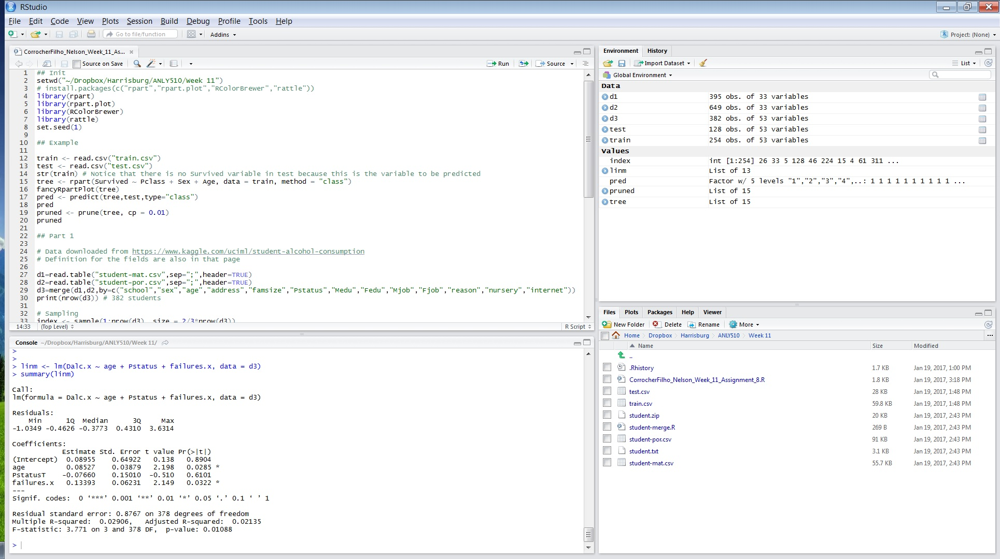 RStudio
File Edit Code View Plots Session Build Debug Profile Tools Help
Go to file/function Addins Project: (None)
CorrocherFilho_Nelson_Week_11_As...
Source on Save Run Source
1 ## Init
2 setwd("~/Dropbox/Harrisburg/ANLY510/Week 11")
3 # install.packages(c("rpart","rpart.plot","RColorBrewer","rattle"))
4 library(rpart)
5 library(rpart.plot)
6 library(RColorBrewer)
7 library(rattle)
8 set.seed(1)
9
10 ## Example
11
12 train <- read.csv("train.csv")
13 test <- read.csv("test.csv")
14 str(train) # Notice that there is no Survived variable in test because this is the variable to be predicted
15 tree <- rpart(Survived ~ Pclass + Sex + Age, data = train, method = "class")
16 fancyRpartPlot(tree)
17 pred <- predict(tree,test,type="class")
18 pred
19 pruned <- prune(tree, cp = 0.01)
20 pruned
21
22 ## Part 1
23
24 # Data downloaded from https://www.kaggle.com/uciml/student-alcohol-consumption
25 # Definition for the fields are also in that page
26
27 d1=read.table("student-mat.csv",sep=";",header=TRUE)
28 d2=read.table("student-por.csv",sep=";",header=TRUE)
29 d3=merge(d1,d2,by=c("school","sex","age","address","famsize","Pstatus","Medu","Fedu","Mjob","Fjob","reason","nursery","internet"))
30 print(nrow(d3)) # 382 students
31
32 # Sampling
33 index <- sample(1:nrow(d3), size = 2/3*nrow(d3))
14:33 (Top Level) R Script
Console ~/Dropbox/Harrisburg/ANLY510/Week 11/
>
>
> linm <- lm(Dalc.x ~ age + Pstatus + failures.x, data = d3)
> summary(linm)
Call:
lm(formula = Dalc.x ~ age + Pstatus + failures.x, data = d3)
Residuals:
Min 1Q Median 3Q Max
-1.0349 -0.4626 -0.3773 0.4310 3.6314
Coefficients:
Estimate Std. Error t value Pr(>|t|)
(Intercept) 0.08955 0.64922 0.138 0.8904
age 0.08527 0.03879 2.198 0.0285 *
PstatusT -0.07660 0.15010 -0.510 0.6101
failures.x 0.13393 0.06231 2.149 0.0322 *
---
Signif. codes: 0 ‘***’ 0.001 ‘**’ 0.01 ‘*’ 0.05 ‘.’ 0.1 ‘ ’ 1
Residual standard error: 0.8767 on 378 degrees of freedom
Multiple R-squared: 0.02906, Adjusted R-squared: 0.02135
F-statistic: 3.771 on 3 and 378 DF, p-value: 0.01088
>
Environment History
Import Dataset List
Global Environment
Data
d1 395 obs. of 33 variables
d2 649 obs. of 33 variables
d3 382 obs. of 53 variables
test 128 obs. of 53 variables
train 254 obs. of 53 variables
Values
index int [1:254] 26 33 5 128 46 224 15 4 61 311 ...
linm List of 13
pred Factor w/ 5 levels "1","2","3","4",..: 1 1 1 1 1 1 1 1 1 1 ...
pruned List of 15
tree List of 15
Files Plots Packages Help Viewer
New Folder Delete Rename More
Home Dropbox Harrisburg ANLY510 Week 11 ...
Name Size Modified
..
.Rhistory 1.7 KB Jan 19, 2017, 1:00 PM
CorrocherFilho_Nelson_Week_11_Assignment_8.R 1.8 KB Jan 19, 2017, 3:18 PM
test.csv 28 KB Jan 19, 2017, 1:48 PM
train.csv 59.8 KB Jan 19, 2017, 1:48 PM
student.zip 20 KB Jan 19, 2017, 2:43 PM
student-merge.R 269 B Jan 19, 2017, 2:43 PM
student-por.csv 91 KB Jan 19, 2017, 2:43 PM
student.txt 3.1 KB Jan 19, 2017, 2:43 PM
student-mat.csv 55.7 KB Jan 19, 2017, 2:43 PM